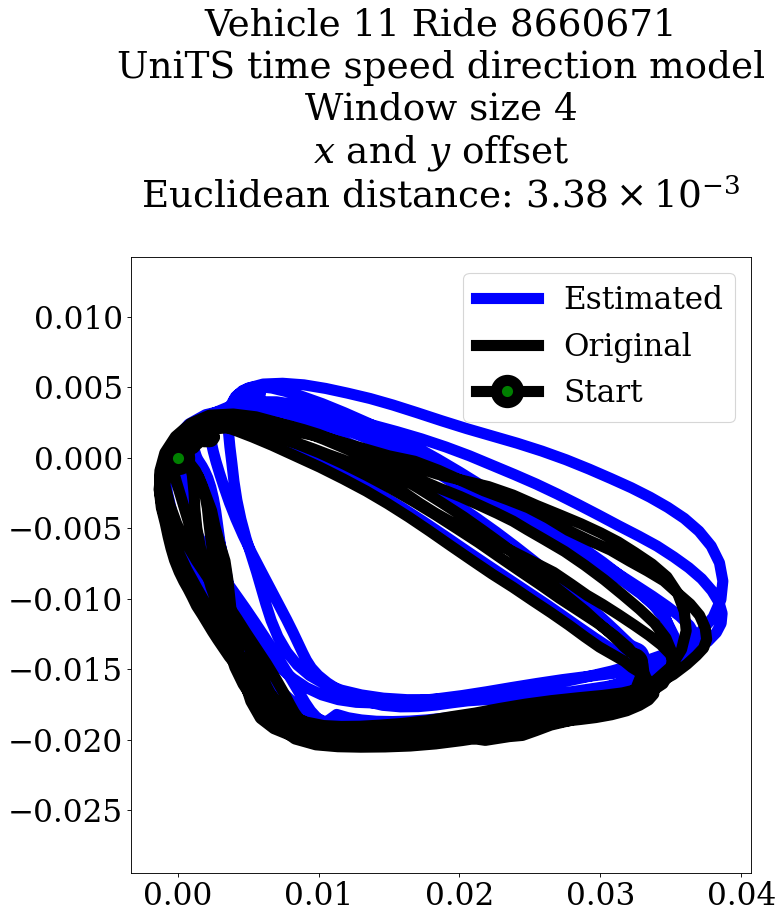 Vehicle 11 Ride 8660671
UniTS time speed direction model
Window size 4
x and y offset
Euclidean distance: 3.38 × 10⁻³
Estimated
Original
Start
0.010
0.005
0.000
−0.005
−0.010
−0.015
−0.020
−0.025
0.00 0.01 0.02 0.03 0.04